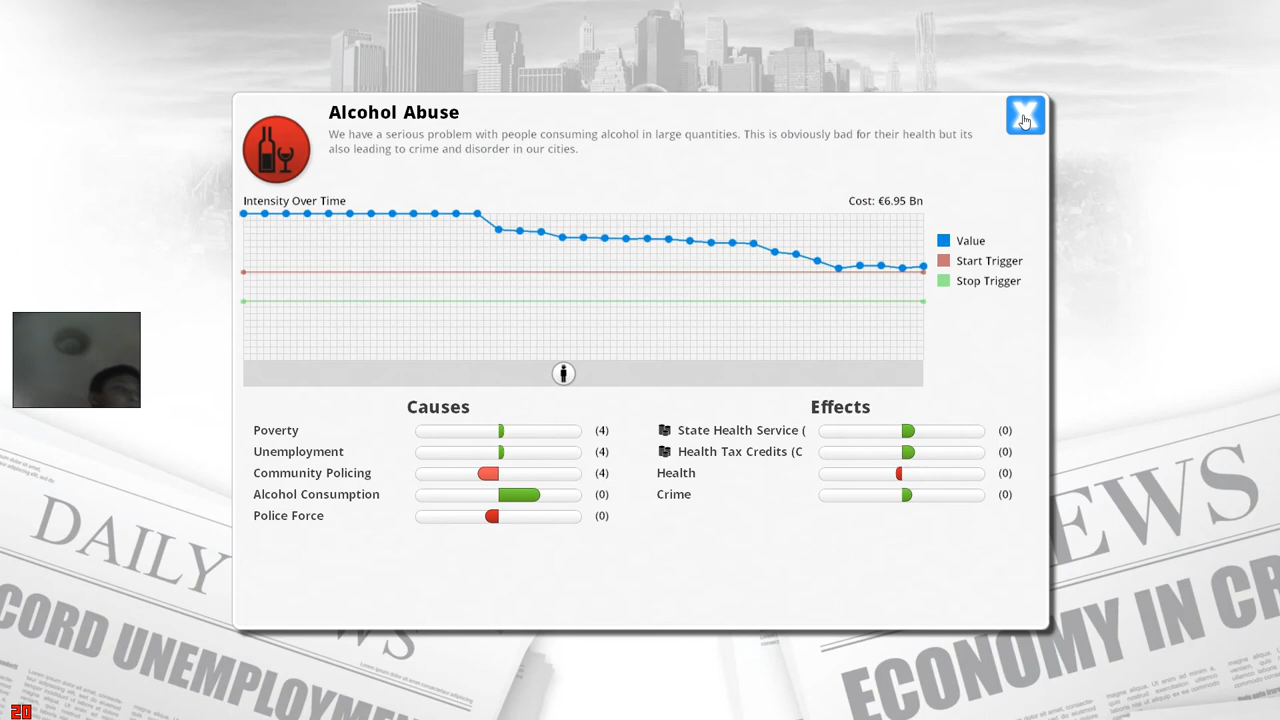 Alcohol Abuse
We have a serious problem with people consuming alcohol in large quantities. This is obviously bad for their health but its
also leading to crime and disorder in our cities.
X
Intensity Over Time
Cost: €6.95 Bn
Value
Start Trigger
Stop Trigger
Causes
Poverty (4)
Unemployment (4)
Community Policing (4)
Alcohol Consumption (0)
Police Force (0)
Effects
State Health Service ( (0)
Health Tax Credits (C (0)
Health (0)
Crime (0)
DAILY
NEWS
EWS
CORD UNEMPLOYM
ECONOMY IN CR
20